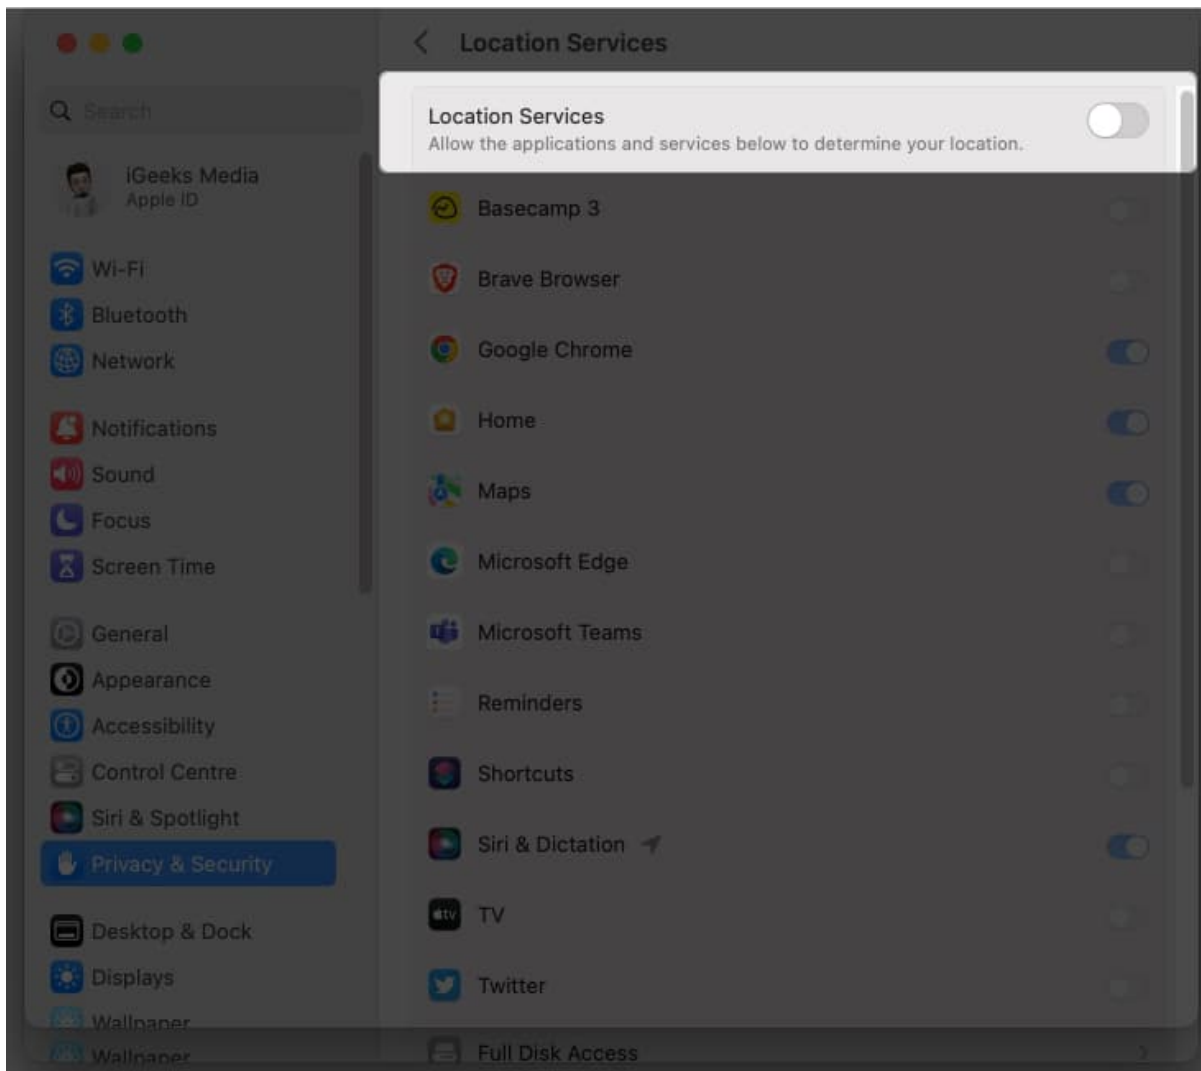 Location Services
Search
iGeeks Media
Apple ID
Wi-Fi
Bluetooth
Network
Notifications
Sound
Focus
Screen Time
General
Appearance
Accessibility
Control Centre
Siri & Spotlight
Privacy & Security
Desktop & Dock
Displays
Wallpaper
Wallpaper
Location Services
Allow the applications and services below to determine your location.
Basecamp 3
Brave Browser
Google Chrome
Home
Maps
Microsoft Edge
Microsoft Teams
Reminders
Shortcuts
Siri & Dictation
tv TV
Twitter
Full Disk Access